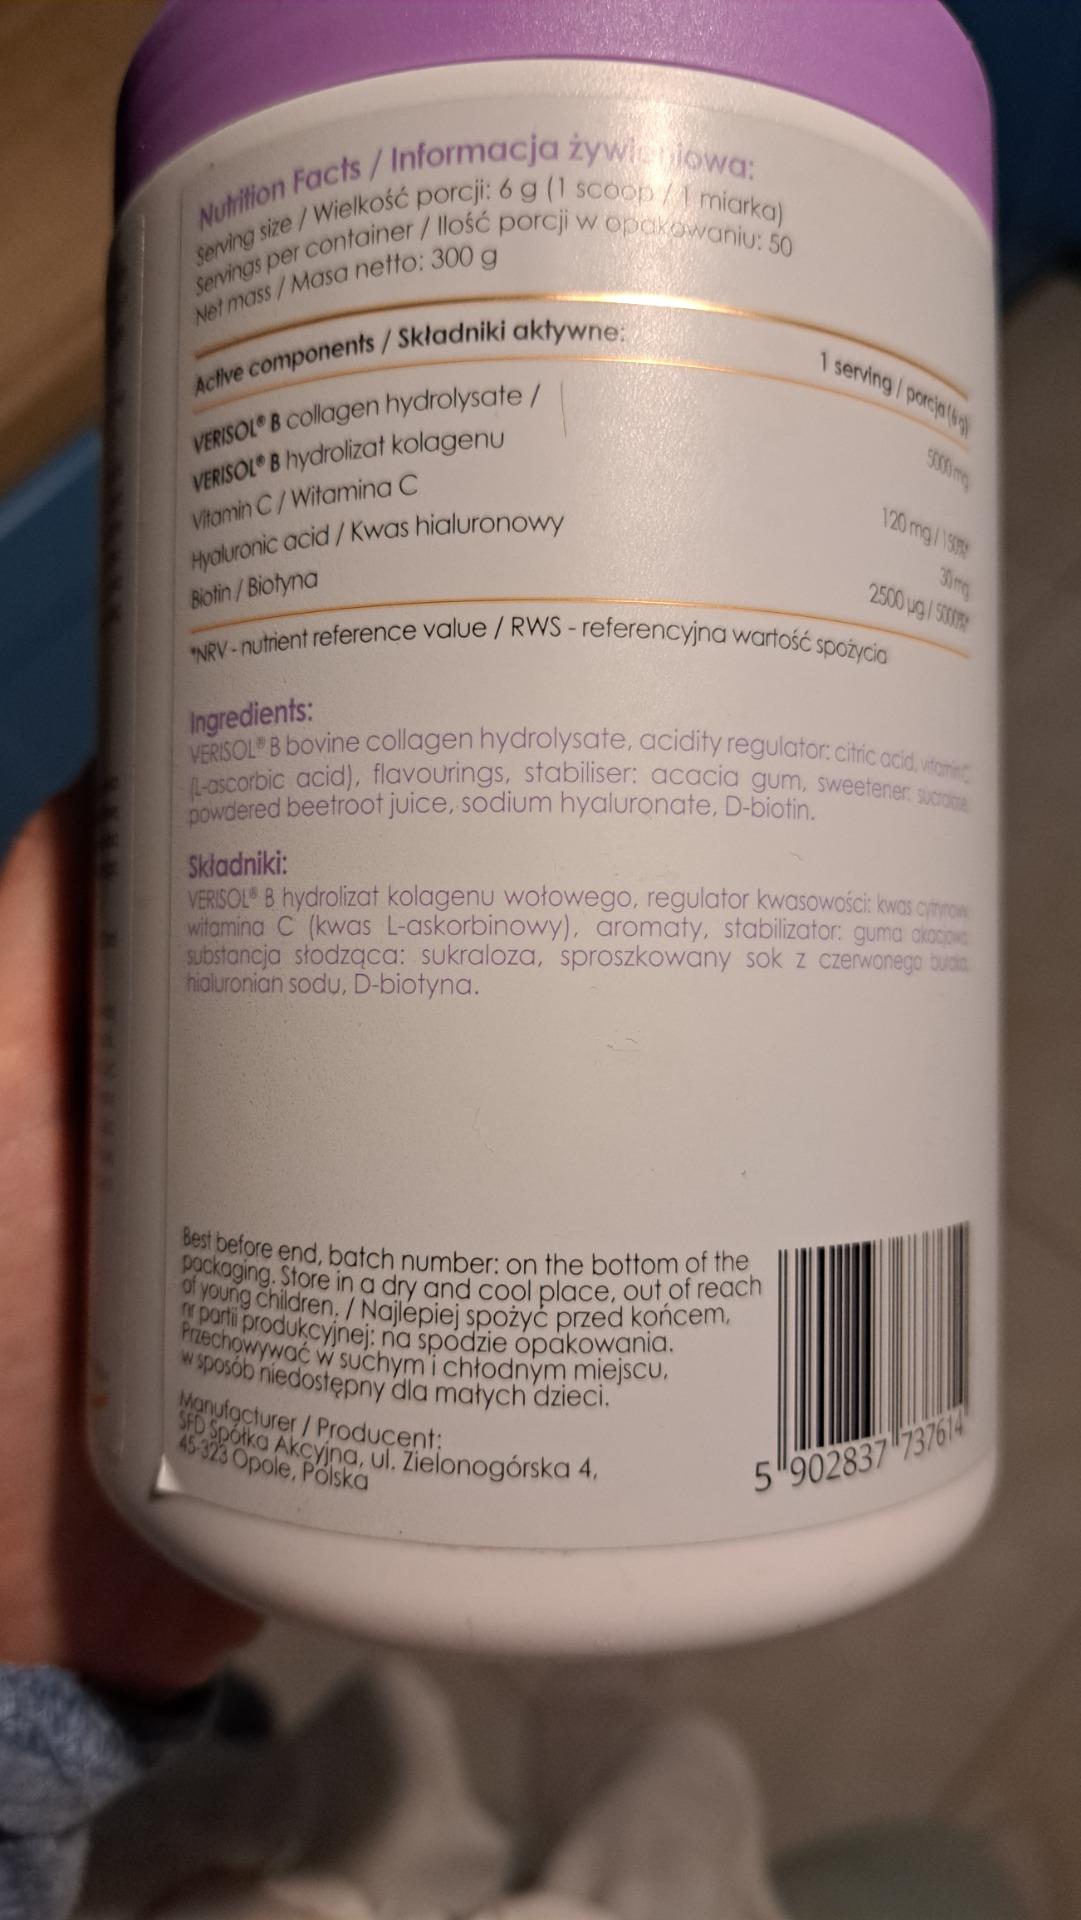 Nutrition Facts / Informacja żywieniowa:
Serving size / Wielkość porcji: 6 g (1 scoop / 1 miarka)
Servings per container / Ilość porcji w opakowaniu: 50
Net mass / Masa netto: 300 g
Active components / Składniki aktywne:
1 serving / porcja (6 g)
VERISOL® B collagen hydrolysate /
VERISOL® B hydrolizat kolagenu
5000 mg
Vitamin C / Witamina C
120 mg / 150%*
Hyaluronic acid / Kwas hialuronowy
30 mg
Biotin / Biotyna
2500 µg / 5000%*
*NRV - nutrient reference value / RWS - referencyjna wartość spożycia
Ingredients:
VERISOL® B bovine collagen hydrolysate, acidity regulator: citric acid, vitamin C
(L-ascorbic acid), flavourings, stabiliser: acacia gum, sweetener: sucralose,
powdered beetroot juice, sodium hyaluronate, D-biotin.
Składniki:
VERISOL® B hydrolizat kolagenu wołowego, regulator kwasowości: kwas cytrynowy,
witamina C (kwas L-askorbinowy), aromaty, stabilizator: guma akacjowa,
substancja słodząca: sukraloza, sproszkowany sok z czerwonego buraka,
hialuronian sodu, D-biotyna.
Best before end, batch number: on the bottom of the
packaging. Store in a dry and cool place, out of reach
of young children. / Najlepiej spożyć przed końcem,
nr partii produkcyjnej: na spodzie opakowania.
Przechowywać w suchym i chłodnym miejscu,
w sposób niedostępny dla małych dzieci.
Manufacturer / Producent:
SFD Spółka Akcyjna, ul. Zielonogórska 4,
45-323 Opole, Polska
5 902837 737614